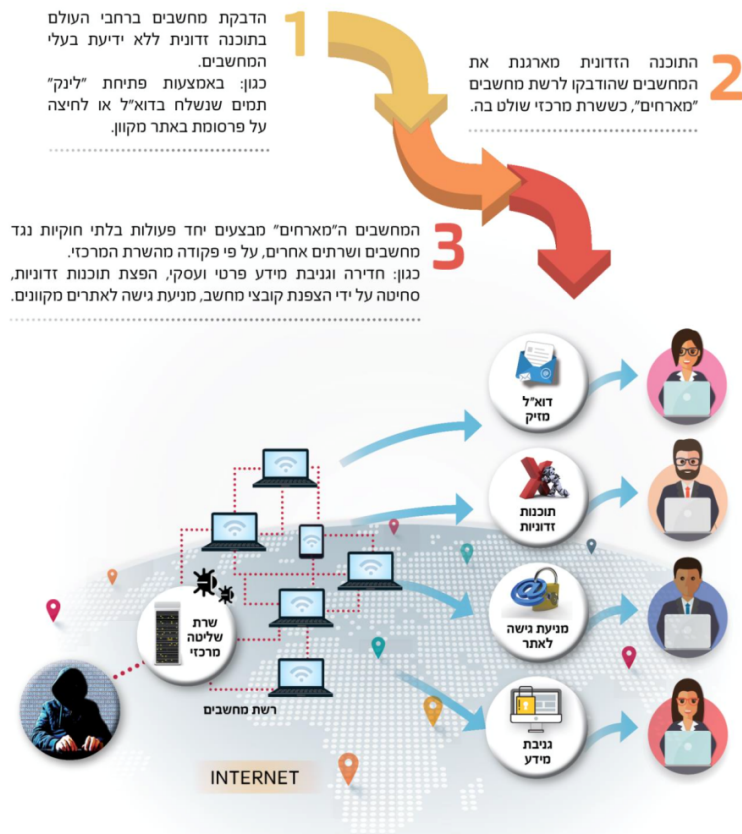 1
הדבקת מחשבים ברחבי העולם
בתוכנה זדונית ללא ידיעת בעלי
המחשבים.
כגון: באמצעות פתיחת "לינק"
תמים שנשלח בדוא"ל או לחיצה
על פרסומת באתר מקוון.
2
התוכנה הזדונית מארגנת את
המחשבים שהודבקו לרשת מחשבים
"מארחים", כששרת מרכזי שולט בה.
3
המחשבים ה"מארחים" מבצעים יחד פעולות בלתי חוקיות נגד
מחשבים ושרתים אחרים, על פי פקודה מהשרת המרכזי.
כגון: חדירה וגניבת מידע פרטי ועסקי, הפצת תוכנות זדוניות,
סחיטה על ידי הצפנת קובצי מחשב, מניעת גישה לאתרים מקוונים.
דוא"ל
מזיק
תוכנות
זדוניות
מניעת גישה
לאתר
גניבת
מידע
שרת
שליטה
מרכזי
רשת מחשבים
INTERNET